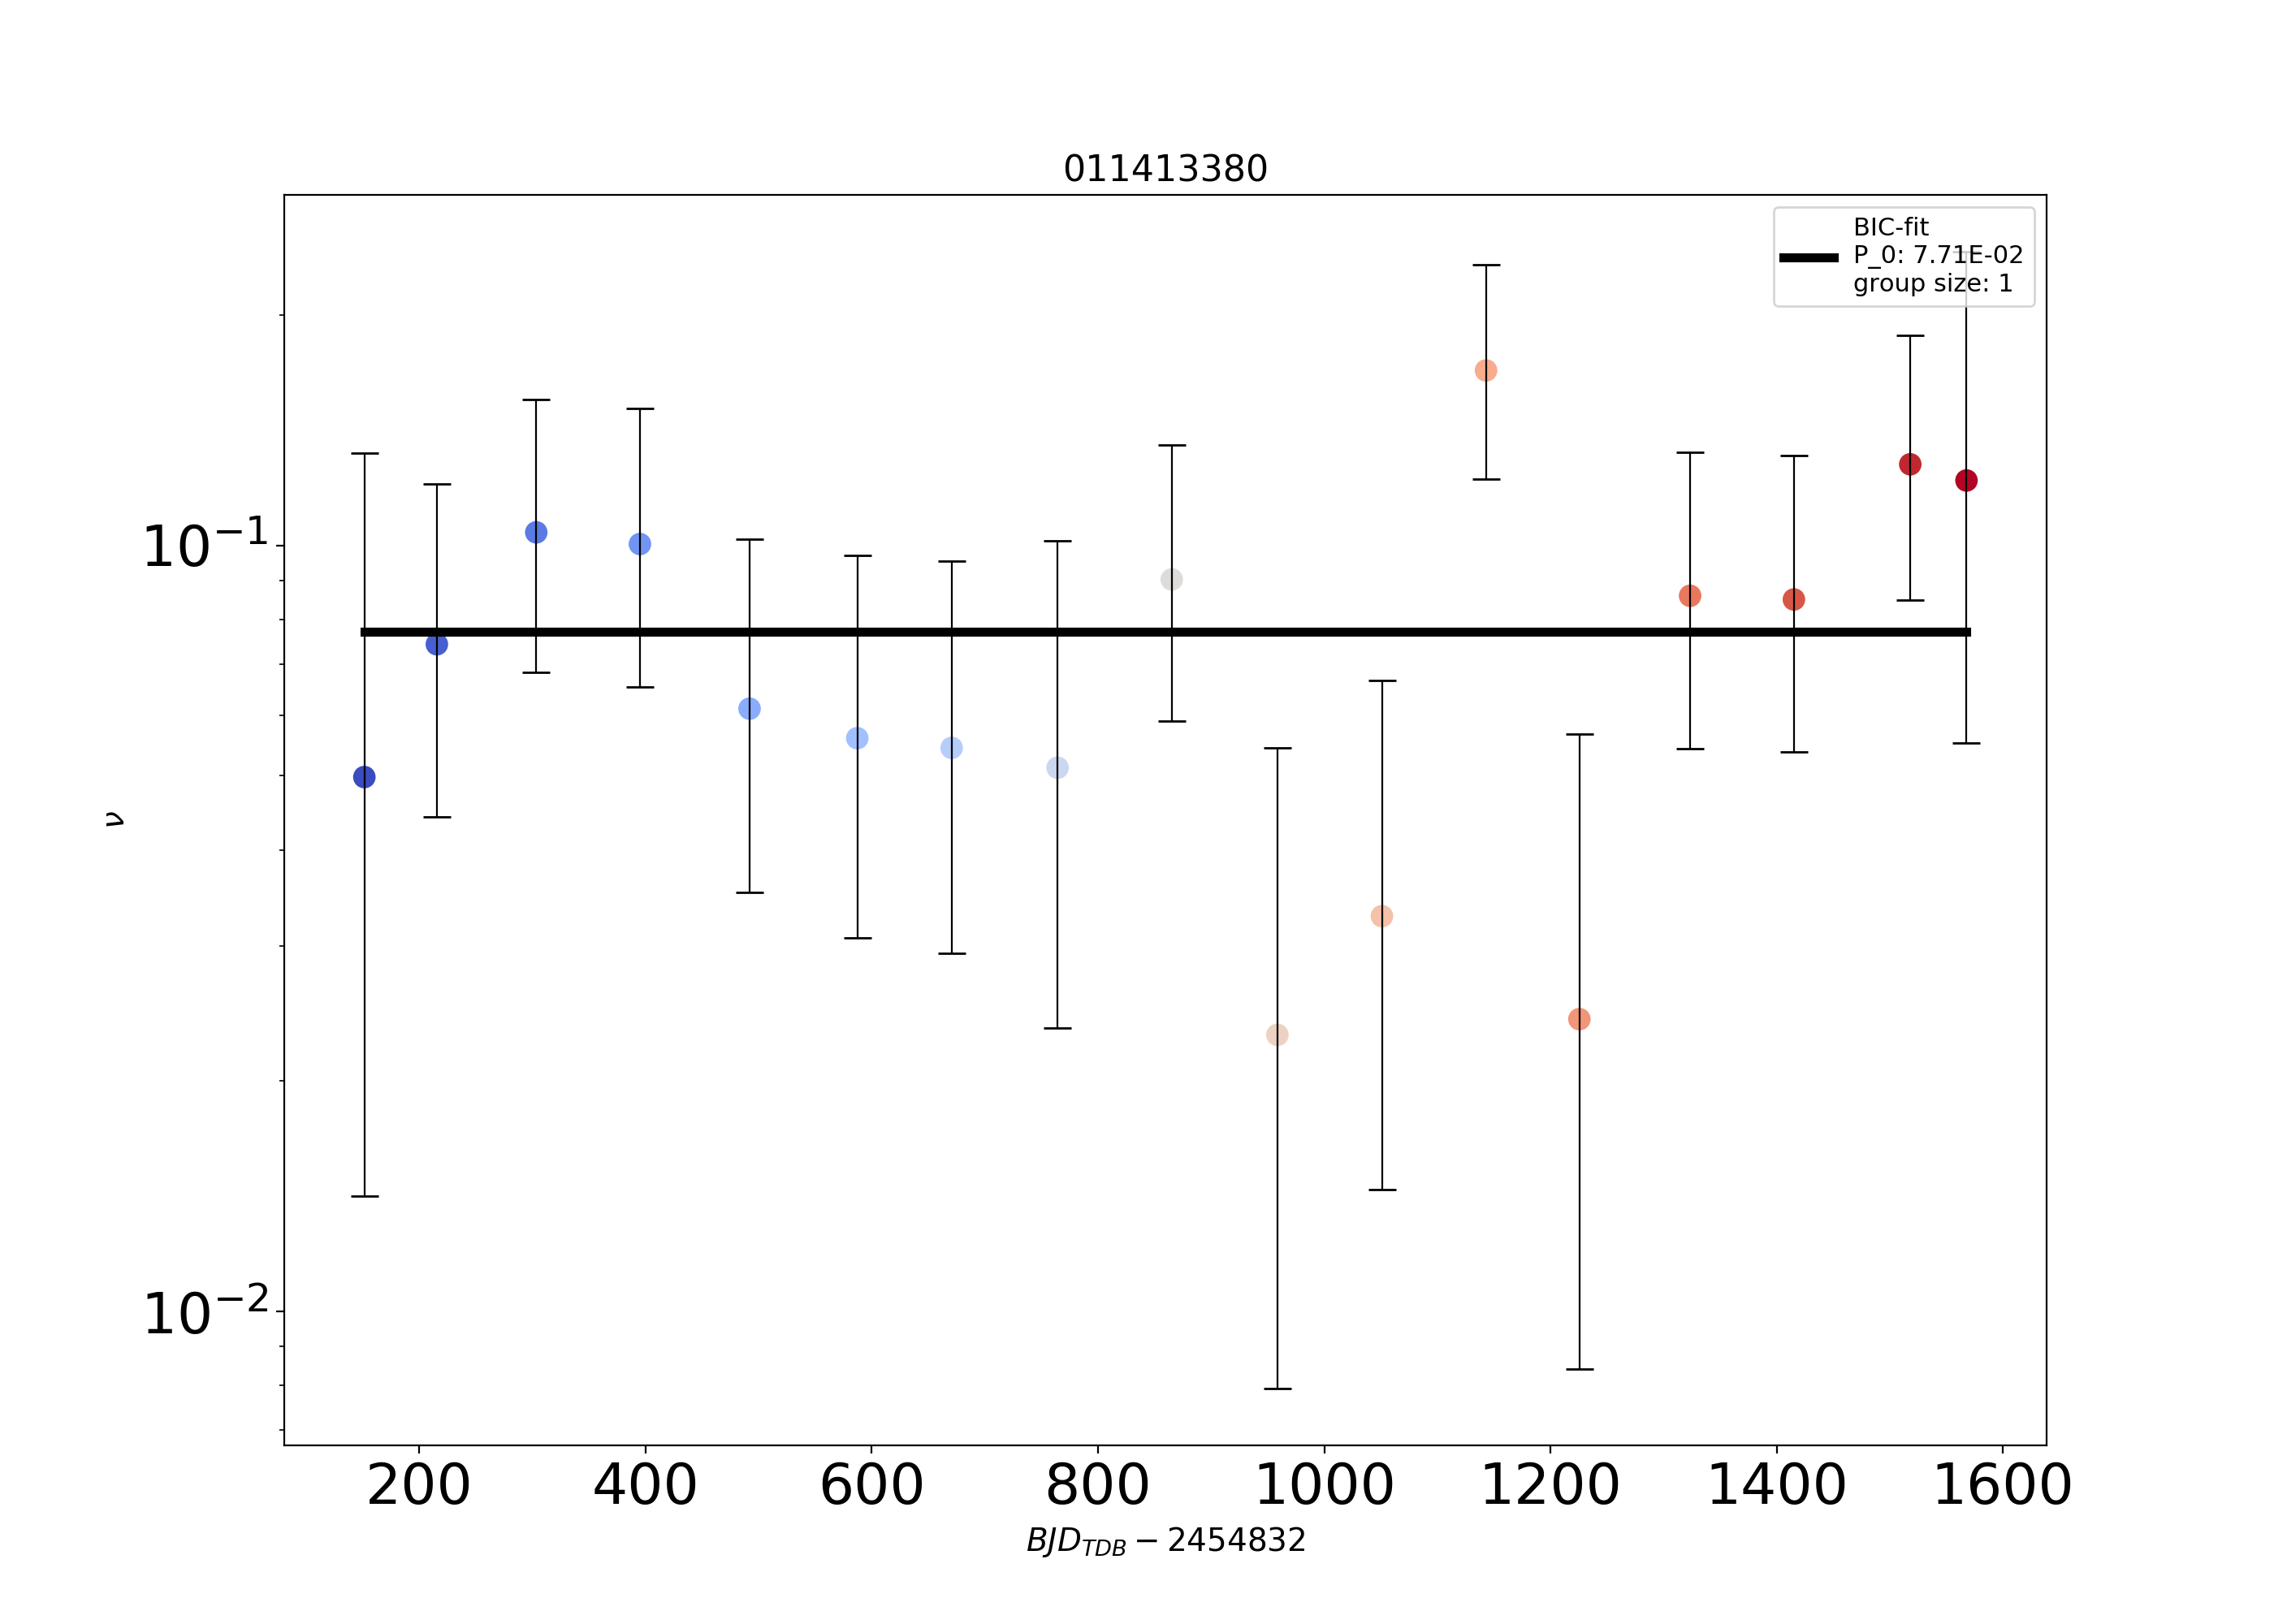 011413380
BIC-fit
P_0: 7.71E-02
group size: 1
10⁻¹
ν
10⁻²
200 400 600 800 1000 1200 1400 1600
BJD_TDB − 2454832